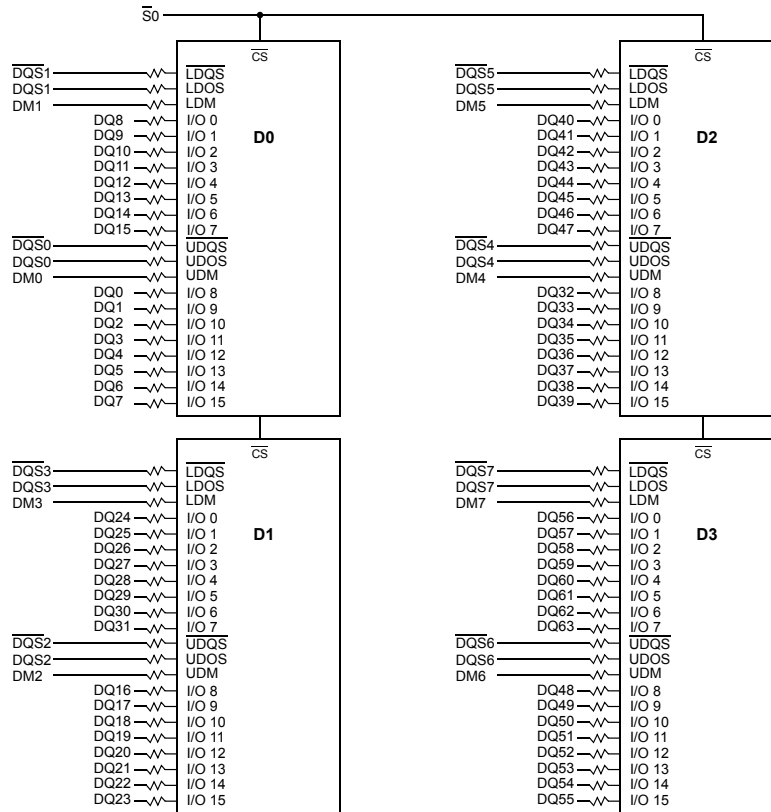 S0
CS
DQS1 LDQS
DQS1 LDOS
DM1 LDM
DQ8 I/O 0
DQ9 I/O 1
DQ10 I/O 2
D0
DQ11 I/O 3
DQ12 I/O 4
DQ13 I/O 5
DQ14 I/O 6
DQ15 I/O 7
DQS0 UDQS
DQS0 UDOS
DM0 UDM
DQ0 I/O 8
DQ1 I/O 9
DQ2 I/O 10
DQ3 I/O 11
DQ4 I/O 12
DQ5 I/O 13
DQ6 I/O 14
DQ7 I/O 15
CS
DQS3 LDQS
DQS3 LDOS
DM3 LDM
DQ24 I/O 0
DQ25 I/O 1
D1
DQ26 I/O 2
DQ27 I/O 3
DQ28 I/O 4
DQ29 I/O 5
DQ30 I/O 6
DQ31 I/O 7
DQS2 UDQS
DQS2 UDOS
DM2 UDM
DQ16 I/O 8
DQ17 I/O 9
DQ18 I/O 10
DQ19 I/O 11
DQ20 I/O 12
DQ21 I/O 13
DQ22 I/O 14
DQ23 I/O 15
CS
DQS5 LDQS
DQS5 LDOS
DM5 LDM
DQ40 I/O 0
DQ41 I/O 1
D2
DQ42 I/O 2
DQ43 I/O 3
DQ44 I/O 4
DQ45 I/O 5
DQ46 I/O 6
DQ47 I/O 7
DQS4 UDQS
DQS4 UDOS
DM4 UDM
DQ32 I/O 8
DQ33 I/O 9
DQ34 I/O 10
DQ35 I/O 11
DQ36 I/O 12
DQ37 I/O 13
DQ38 I/O 14
DQ39 I/O 15
CS
DQS7 LDQS
DQS7 LDOS
DM7 LDM
DQ56 I/O 0
DQ57 I/O 1
D3
DQ58 I/O 2
DQ59 I/O 3
DQ60 I/O 4
DQ61 I/O 5
DQ62 I/O 6
DQ63 I/O 7
DQS6 UDQS
DQS6 UDOS
DM6 UDM
DQ48 I/O 8
DQ49 I/O 9
DQ50 I/O 10
DQ51 I/O 11
DQ52 I/O 12
DQ53 I/O 13
DQ54 I/O 14
DQ55 I/O 15